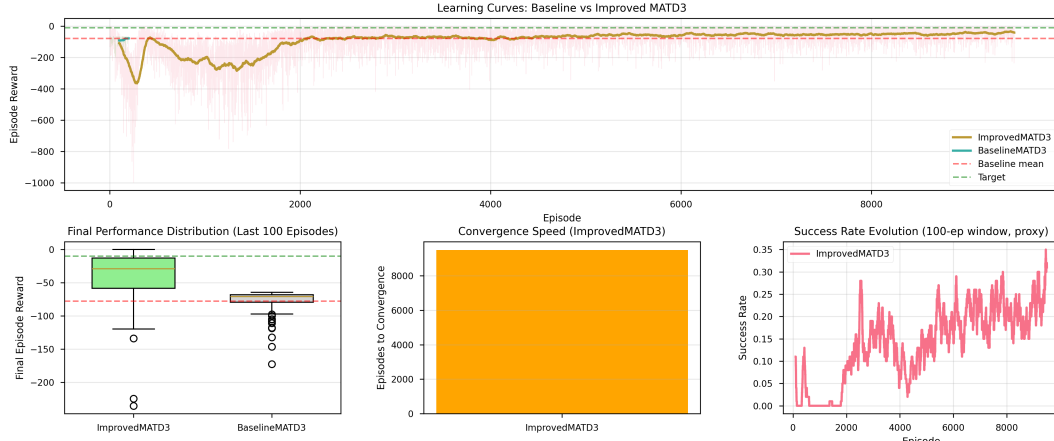 Learning Curves: Baseline vs Improved MATD3
0
−200
−400
−600
−800
−1000
Episode Reward
0 2000 4000 6000 8000
Episode
ImprovedMATD3
BaselineMATD3
Baseline mean
Target
Final Performance Distribution (Last 100 Episodes)
0
−50
−100
−150
−200
Final Episode Reward
ImprovedMATD3 BaselineMATD3
Convergence Speed (ImprovedMATD3)
8000
6000
4000
2000
0
Episodes to Convergence
ImprovedMATD3
Success Rate Evolution (100-ep window, proxy)
ImprovedMATD3
0.35
0.30
0.25
0.20
0.15
0.10
0.05
0.00
Success Rate
0 2000 4000 6000 8000
Episode